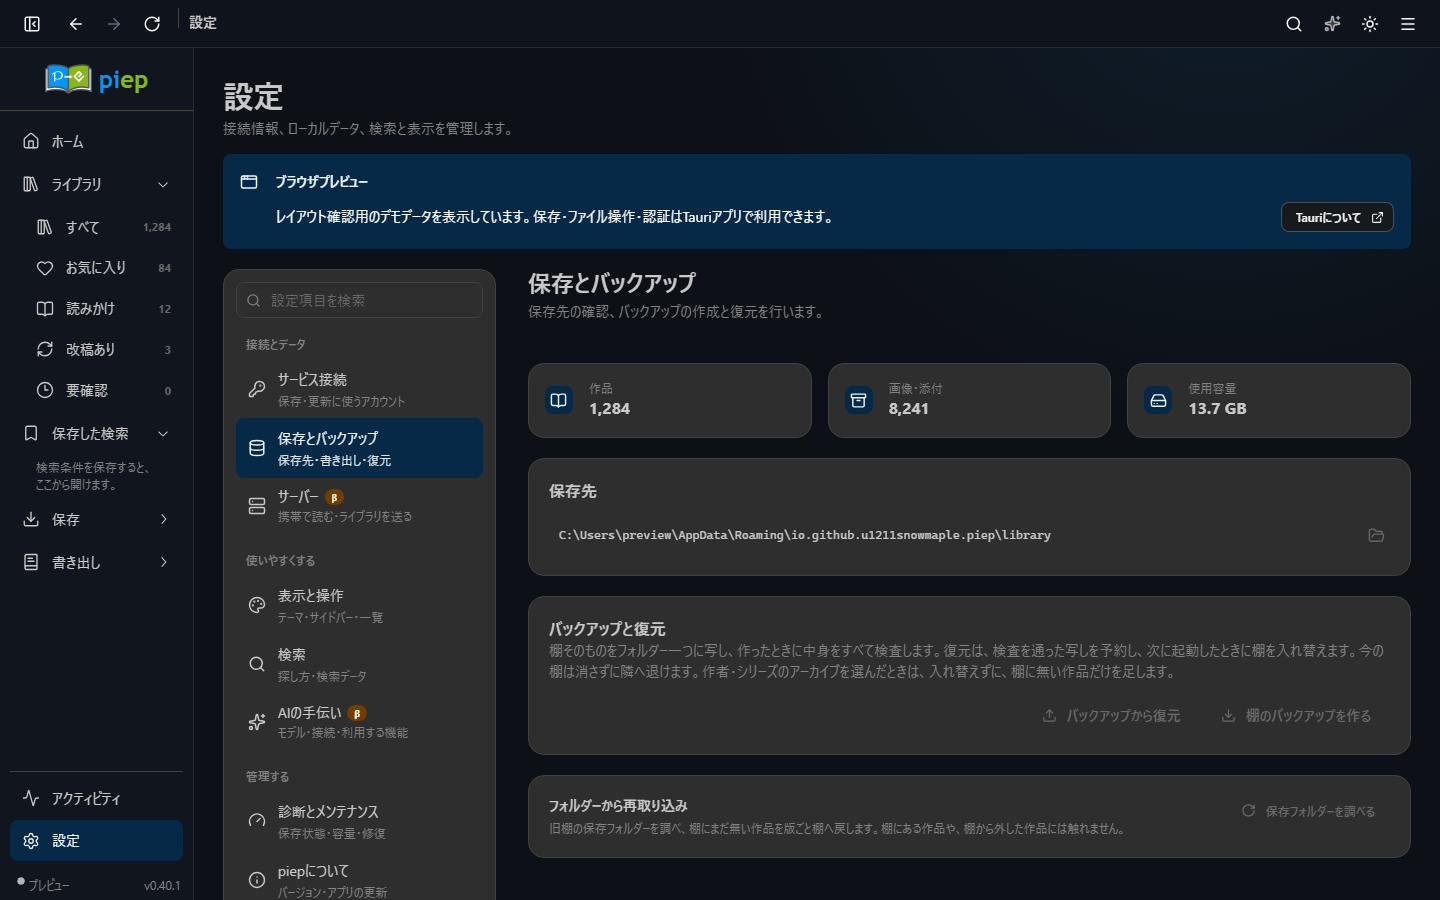 設定
piep
ホーム
ライブラリ
すべて 1,284
お気に入り 84
読みかけ 12
改稿あり 3
要確認 0
保存した検索
検索条件を保存すると、
ここから開けます。
保存
書き出し
アクティビティ
設定
プレビュー v0.40.1
設定
接続情報、ローカルデータ、検索と表示を管理します。
ブラウザプレビュー
レイアウト確認用のデモデータを表示しています。保存・ファイル操作・認証はTauriアプリで利用できます。
Tauriについて
設定項目を検索
接続とデータ
サービス接続
保存・更新に使うアカウント
保存とバックアップ
保存先・書き出し・復元
サーバー β
携帯で読む・ライブラリを送る
使いやすくする
表示と操作
テーマ・サイドバー・一覧
検索
探し方・検索データ
AIの手伝い β
モデル・接続・利用する機能
管理する
診断とメンテナンス
保存状態・容量・修復
piepについて
バージョン・アプリの更新
保存とバックアップ
保存先の確認、バックアップの作成と復元を行います。
作品
1,284
画像・添付
8,241
使用容量
13.7 GB
保存先
C:\Users\preview\AppData\Roaming\io.github.u1211snowmaple.piep\library
バックアップと復元
棚そのものをフォルダー一つに写し、作ったときに中身をすべて検査します。復元は、検査を通った写しを予約し、次に起動したときに棚を入れ替えます。今の
棚は消さずに隣へ退けます。作者・シリーズのアーカイブを選んだときは、入れ替えずに、棚に無い作品だけを足します。
バックアップから復元
棚のバックアップを作る
フォルダーから再取り込み
旧棚の保存フォルダーを調べ、棚にまだ無い作品を版ごと棚へ戻します。棚にある作品や、棚から外した作品には触れません。
保存フォルダーを調べる